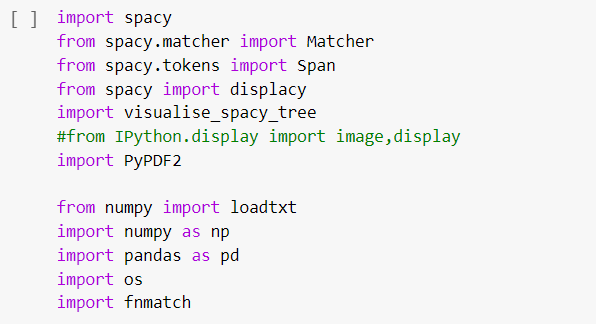 [ ] import spacy
from spacy.matcher import Matcher
from spacy.tokens import Span
from spacy import displacy
import visualise_spacy_tree
#from IPython.display import image,display
import PyPDF2
from numpy import loadtxt
import numpy as np
import pandas as pd
import os
import fnmatch